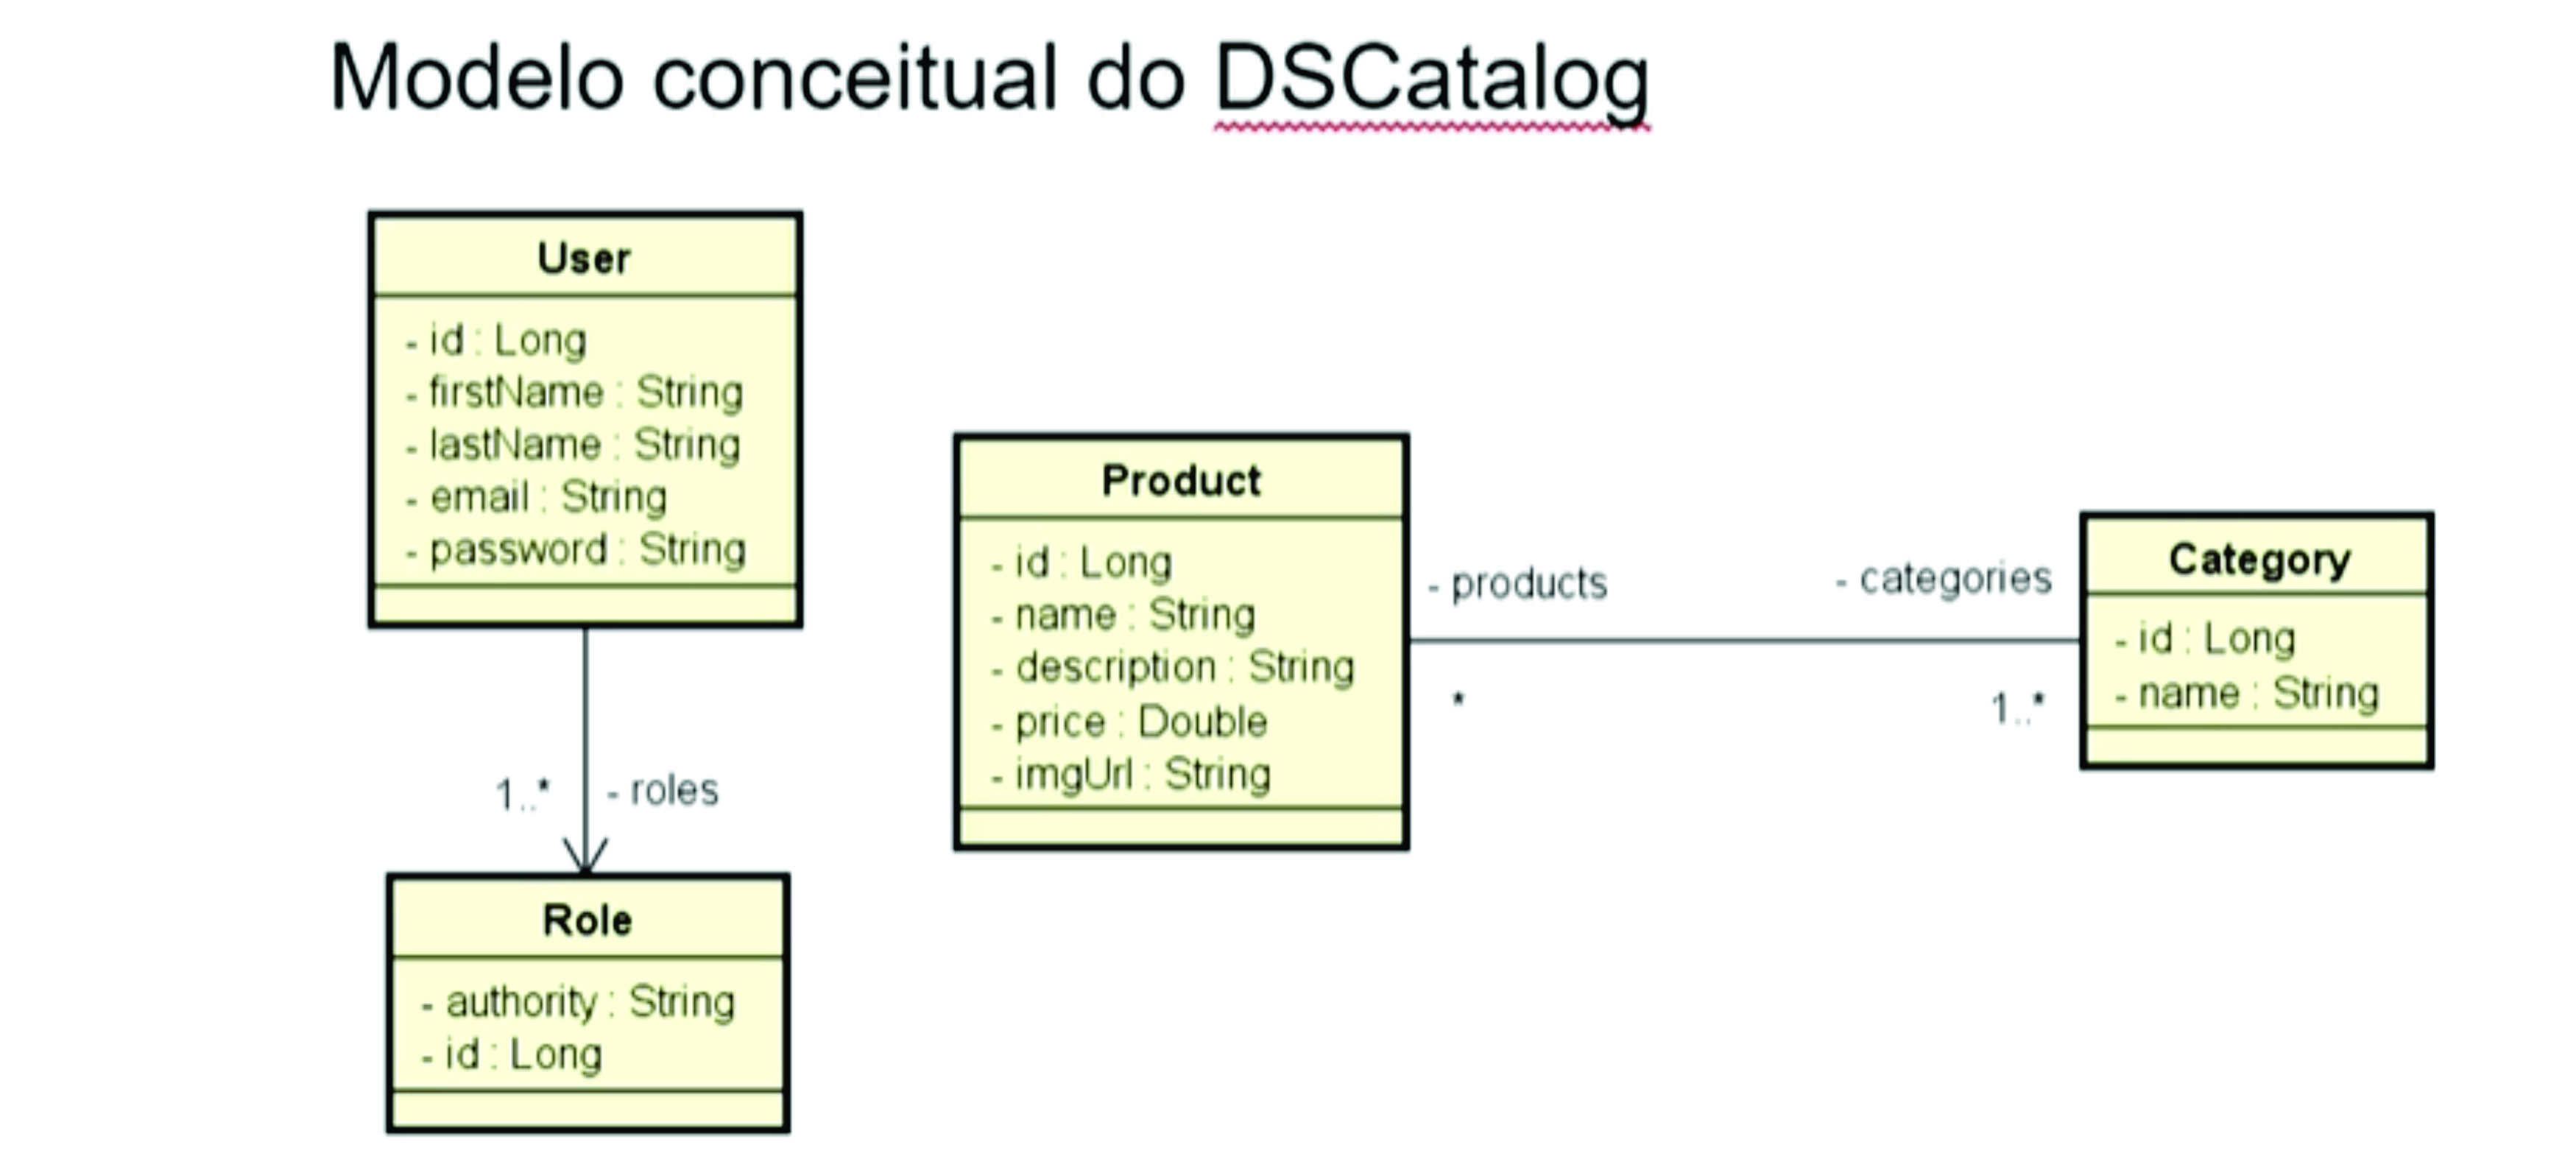 Modelo conceitual do DSCatalog
User
- id : Long
- firstName : String
- lastName : String
- email : String
- password : String
1..*
- roles
Role
- authority : String
- id : Long
Product
- id : Long
- name : String
- description : String
- price : Double
- imgUrl : String
- products
*
- categories
1..*
Category
- id : Long
- name : String